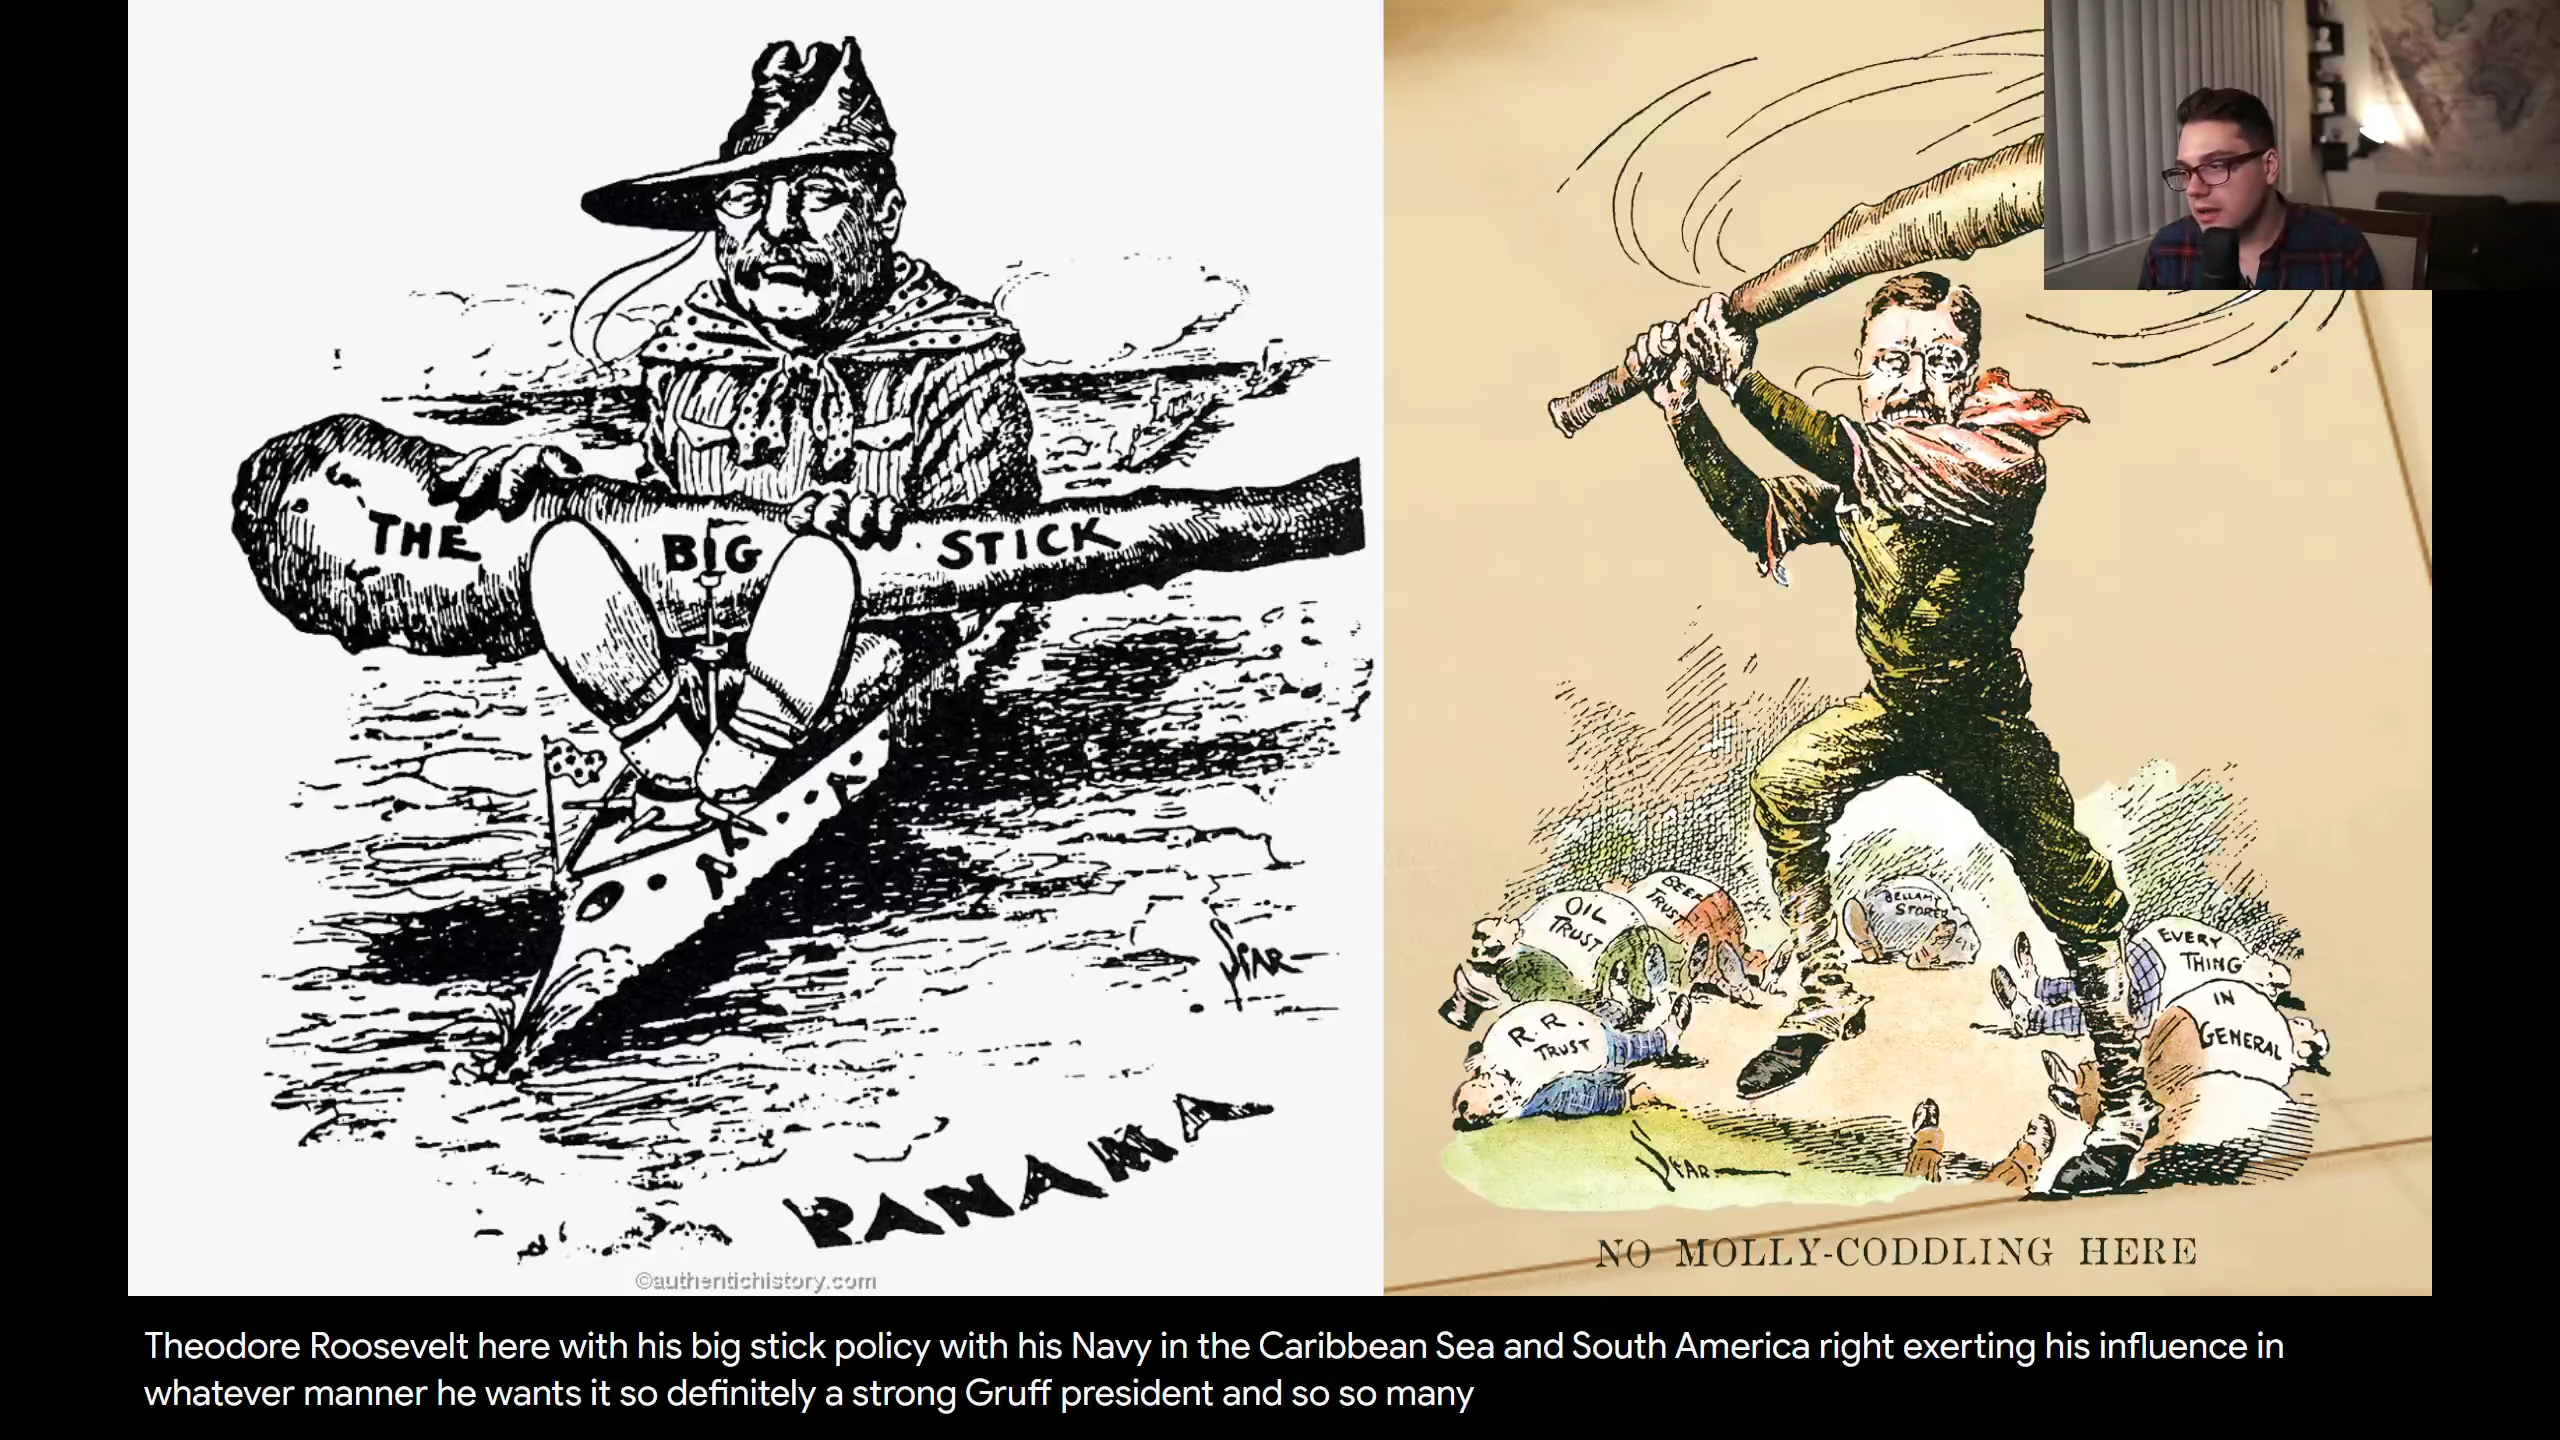 THE BIG STICK
Sfar
PANAMA
©authentichistory.com
OIL
TRUST
BEEF
TRUST
BELLAMY
STORER
EVERY
THING
IN
GENERAL
R.R.
TRUST
Sfar
NO MOLLY-CODDLING HERE
Theodore Roosevelt here with his big stick policy with his Navy in the Caribbean Sea and South America right exerting his influence in
whatever manner he wants it so definitely a strong Gruff president and so so many